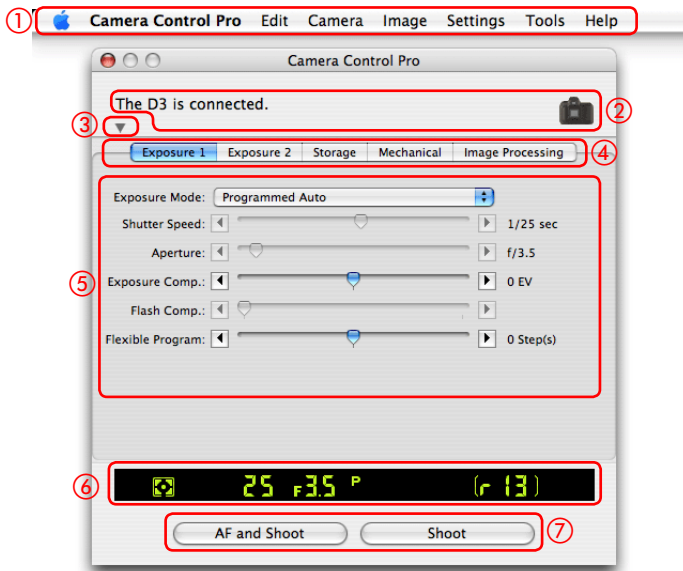 ① Camera Control Pro Edit Camera Image Settings Tools Help
Camera Control Pro
The D3 is connected.
②
③
Exposure 1 Exposure 2 Storage Mechanical Image Processing ④
Exposure Mode: Programmed Auto
Shutter Speed: 1/25 sec
Aperture: f/3.5
⑤ Exposure Comp.: 0 EV
Flash Comp.:
Flexible Program: 0 Step(s)
⑥ 25 F3.5 P (r 13)
AF and Shoot Shoot ⑦